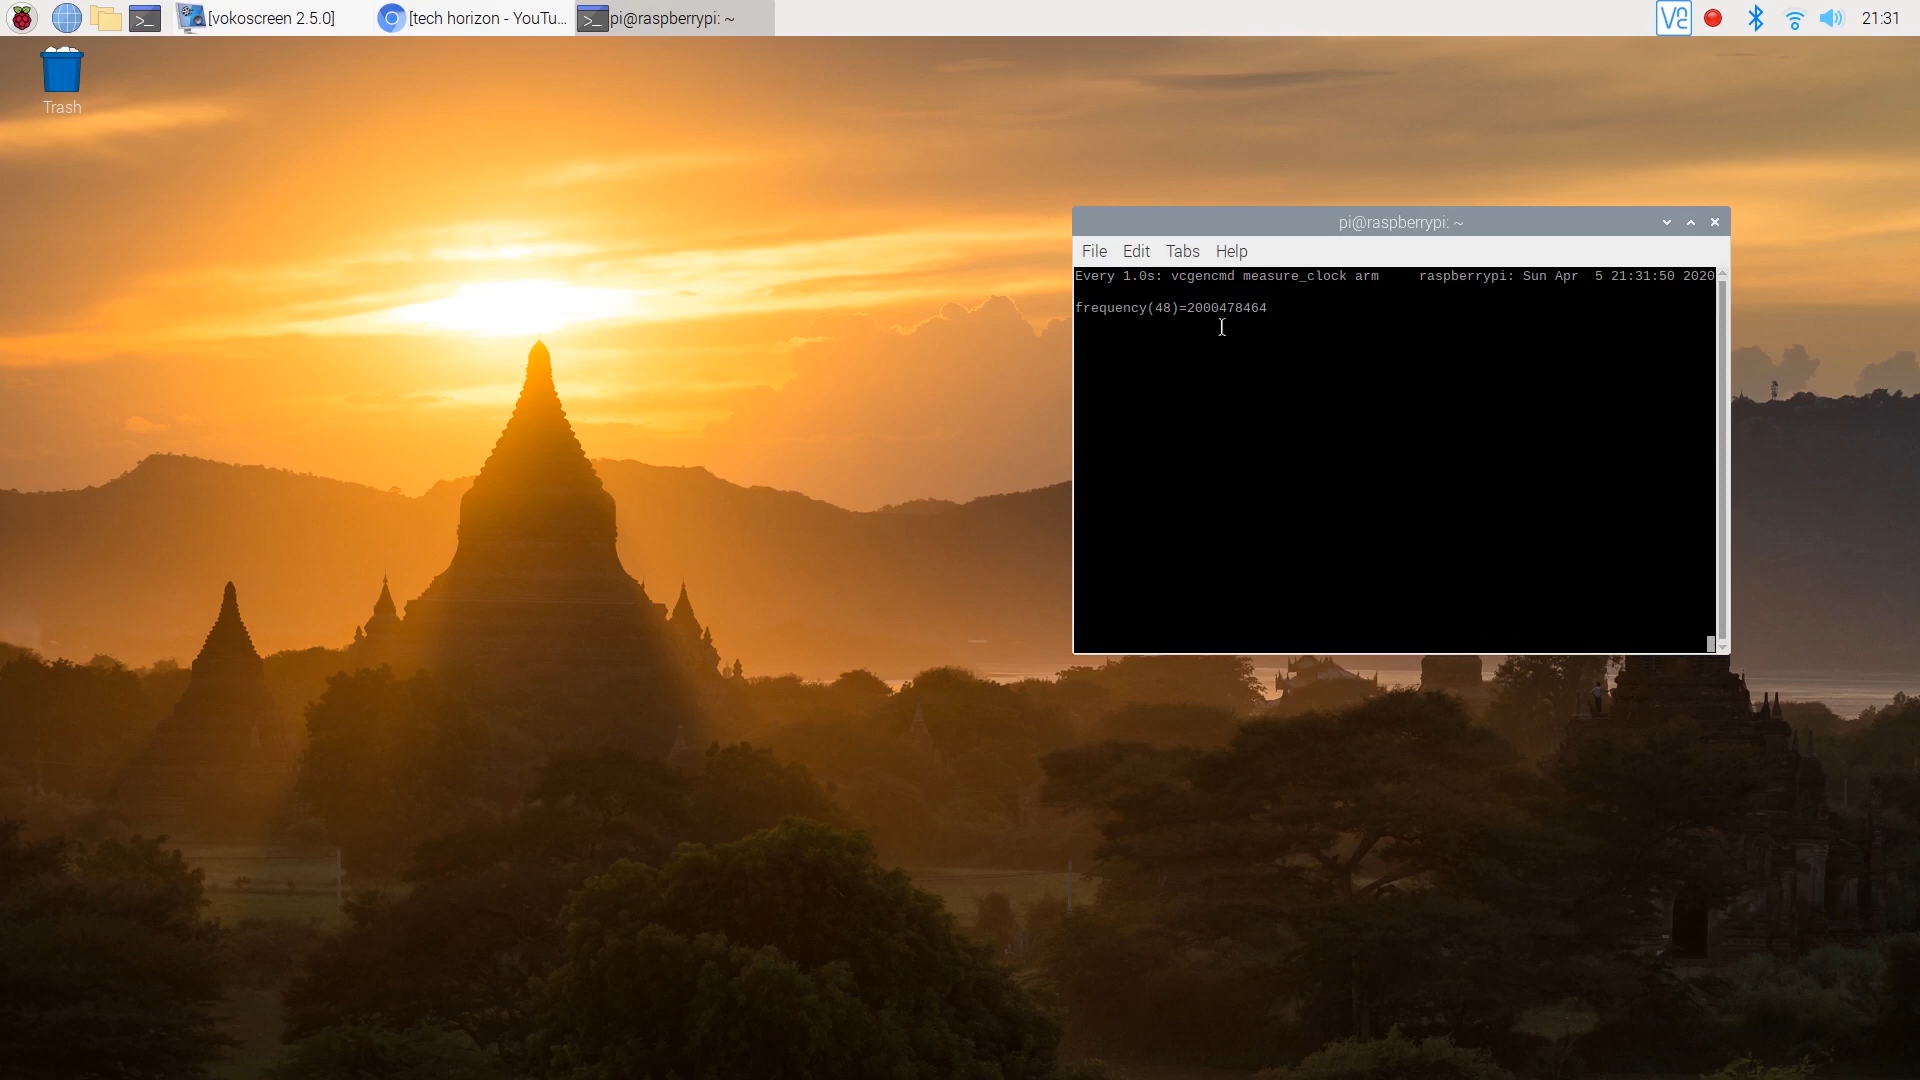 [vokoscreen 2.5.0]
[tech horizon - YouTu...
pi@raspberrypi: ~
21:31
Trash
pi@raspberrypi: ~
File Edit Tabs Help
Every 1.0s: vcgencmd measure_clock arm raspberrypi: Sun Apr 5 21:31:50 2020
frequency(48)=2000478464